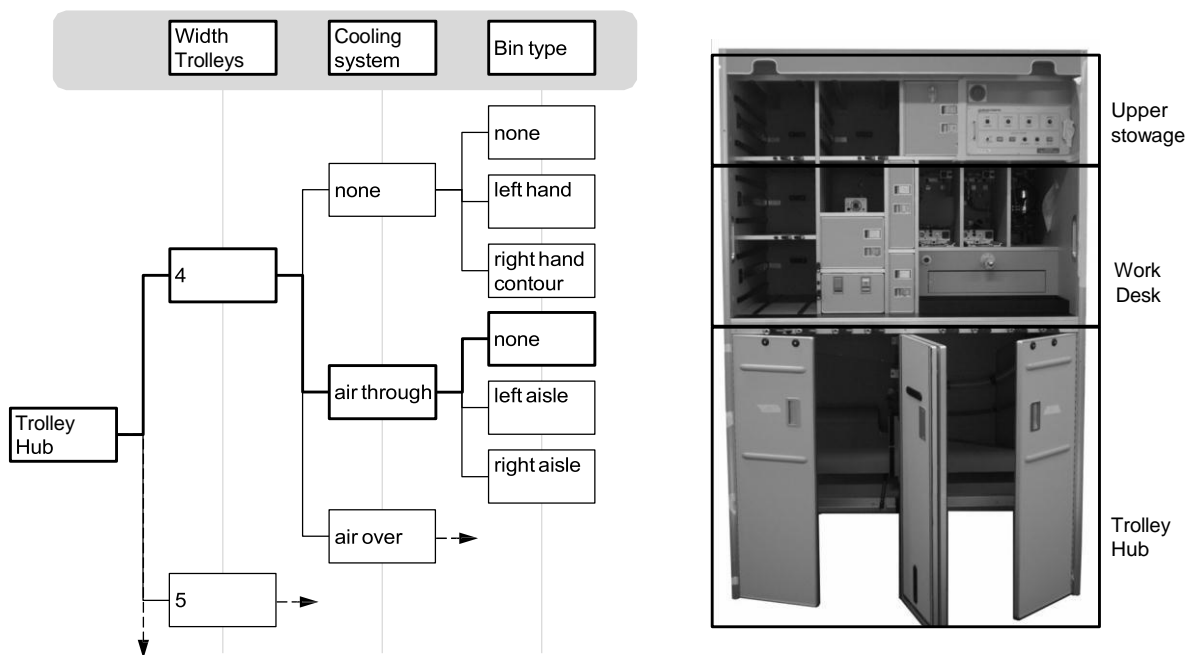 Width
Trolleys
Cooling
system
Bin type
none
none
left hand
right hand
contour
4
none
air through
left aisle
Trolley
Hub
right aisle
air over
5
Upper
stowage
Work
Desk
Trolley
Hub